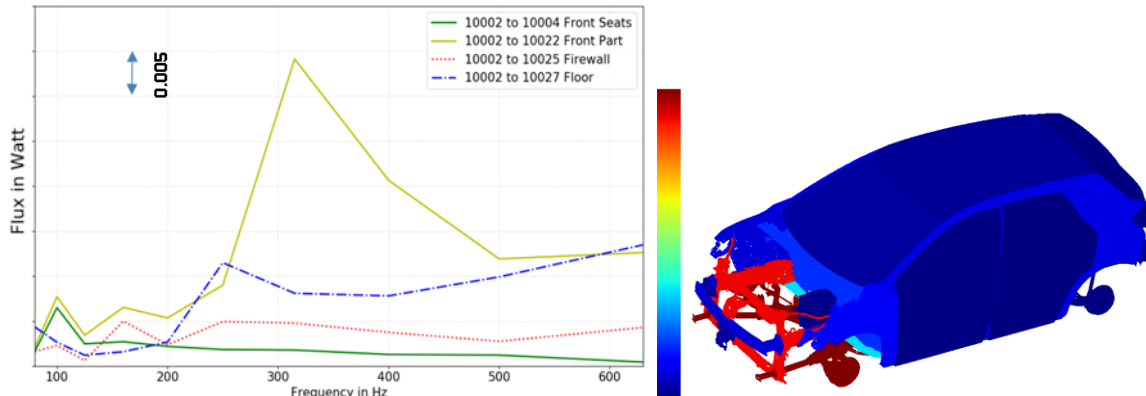 10002 to 10004 Front Seats
10002 to 10022 Front Part
10002 to 10025 Firewall
10002 to 10027 Floor
0.005
Flux in Watt
100 200 300 400 500 600
Frequency in Hz